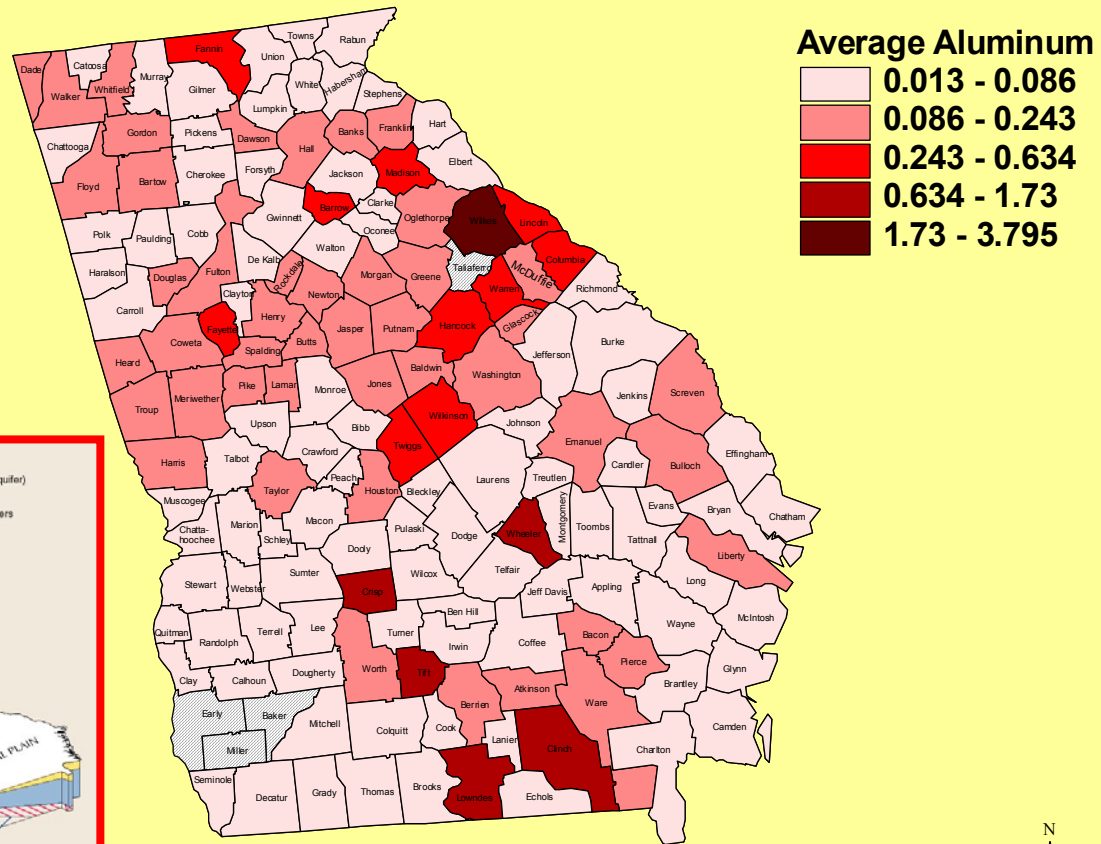 Average Aluminum
0.013 - 0.086
0.086 - 0.243
0.243 - 0.634
0.634 - 1.73
1.73 - 3.795
Dade
Catoosa
Walker
Whitfield
Murray
Fannin
Gilmer
Union
Towns
Rabun
White
Habersham
Lumpkin
Stephens
Chattooga
Gordon
Pickens
Dawson
Hall
Banks
Franklin
Hart
Floyd
Bartow
Cherokee
Forsyth
Jackson
Madison
Elbert
Polk
Paulding
Cobb
Gwinnett
Barrow
Clarke
Oconee
Oglethorpe
Wilkes
Lincoln
Haralson
Douglas
Fulton
De Kalb
Rockdale
Walton
Morgan
Greene
Taliaferro
McDuffie
Columbia
Carroll
Clayton
Henry
Newton
Warren
Richmond
Heard
Coweta
Fayette
Spalding
Butts
Jasper
Putnam
Hancock
Glascock
Jefferson
Burke
Troup
Meriwether
Pike
Lamar
Monroe
Jones
Baldwin
Washington
Jenkins
Screven
Upson
Bibb
Wilkinson
Johnson
Emanuel
Harris
Talbot
Crawford
Twiggs
Candler
Bulloch
Effingham
Muscogee
Taylor
Peach
Houston
Bleckley
Laurens
Treutlen
Chatta-
hoochee
Marion
Schley
Macon
Pulaski
Dodge
Wheeler
Montgomery
Toombs
Evans
Bryan
Chatham
Dooly
Tattnall
Liberty
Stewart
Webster
Sumter
Crisp
Wilcox
Telfair
Jeff Davis
Appling
Long
Quitman
Randolph
Terrell
Lee
Turner
Ben Hill
Irwin
Coffee
Bacon
Wayne
McIntosh
Clay
Calhoun
Dougherty
Worth
Tift
Pierce
Brantley
Glynn
Early
Baker
Mitchell
Colquitt
Cook
Berrien
Atkinson
Ware
Camden
Miller
Lanier
Clinch
Charlton
Seminole
Decatur
Grady
Thomas
Brooks
Lowndes
Echols
quifer)
ers
PLAIN
N